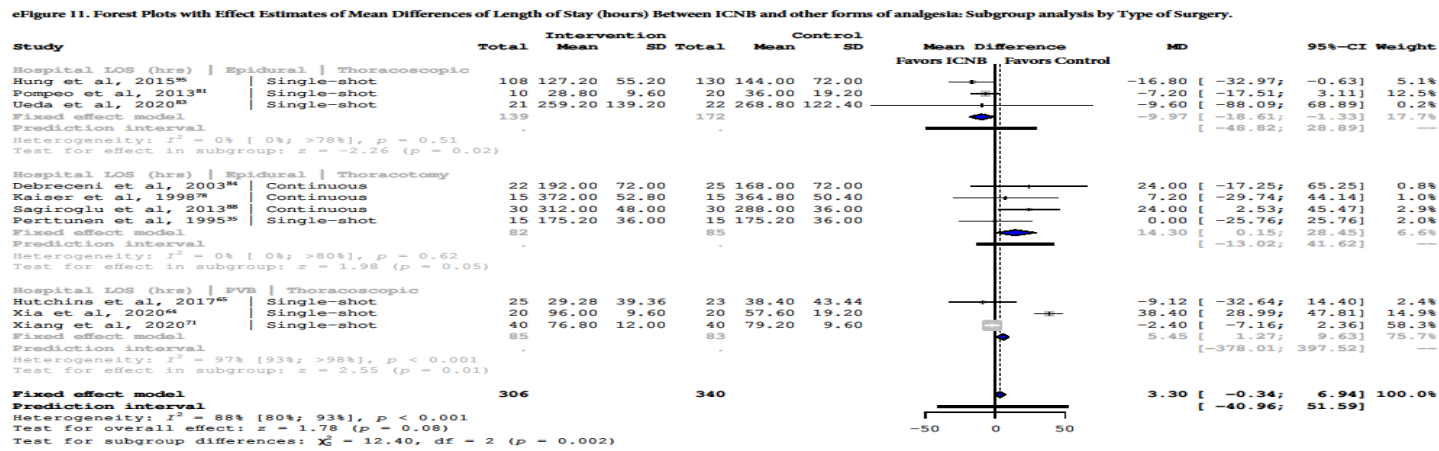 eFigure 11. Forest Plots with Effect Estimates of Mean Differences of Length of Stay (hours) Between ICNB and other forms of analgesia: Subgroup analysis by Type of Surgery.
Intervention Control
Study Total Mean SD Total Mean SD Mean Difference MD 95%-CI Weight
Favors ICNB Favors Control
Hospital LOS (hrs) | Epidural | Thoracoscopic
Hung et al, 2015⁹⁵ | Single-shot 108 127.20 55.20 130 144.00 72.00 -16.80 [ -32.97; -0.63] 5.1%
Pompeo et al, 2013⁸¹ | Single-shot 10 28.80 9.60 20 36.00 19.20 -7.20 [ -17.51; 3.11] 12.5%
Ueda et al, 2020⁸³ | Single-shot 21 259.20 139.20 22 268.80 122.40 -9.60 [ -88.09; 68.89] 0.2%
Fixed effect model 139 172 -9.97 [ -18.61; -1.33] 17.7%
Prediction interval . . [ -48.82; 28.89] --
Heterogeneity: I² = 0% [ 0%; >78%], p = 0.51
Test for effect in subgroup: z = -2.26 (p = 0.02)
Hospital LOS (hrs) | Epidural | Thoracotomy
Debreceni et al, 2003⁸⁴ | Continuous 22 192.00 72.00 25 168.00 72.00 24.00 [ -17.25; 65.25] 0.8%
Kaiser et al, 1998⁷⁸ | Continuous 15 372.00 52.80 15 364.80 50.40 7.20 [ -29.74; 44.14] 1.0%
Sagiroglu et al, 2013⁸⁸ | Continuous 30 312.00 48.00 30 288.00 36.00 24.00 [ 2.53; 45.47] 2.9%
Perttunen et al, 1995³⁵ | Single-shot 15 175.20 36.00 15 175.20 36.00 0.00 [ -25.76; 25.76] 2.0%
Fixed effect model 82 85 14.30 [ 0.15; 28.45] 6.6%
Prediction interval . . [ -13.02; 41.62] --
Heterogeneity: I² = 0% [ 0%; >80%], p = 0.62
Test for effect in subgroup: z = 1.98 (p = 0.05)
Hospital LOS (hrs) | PVB | Thoracoscopic
Hutchins et al, 2017⁶⁵ | Single-shot 25 29.28 39.36 23 38.40 43.44 -9.12 [ -32.64; 14.40] 2.4%
Xia et al, 2020⁶⁴ | Single-shot 20 96.00 9.60 20 57.60 19.20 38.40 [ 28.99; 47.81] 14.9%
Xiang et al, 2020⁷¹ | Single-shot 40 76.80 12.00 40 79.20 9.60 -2.40 [ -7.16; 2.36] 58.3%
Fixed effect model 85 83 5.45 [ 1.27; 9.63] 75.7%
Prediction interval . . [-378.01; 397.52] --
Heterogeneity: I² = 97% [93%; >98%], p < 0.001
Test for effect in subgroup: z = 2.55 (p = 0.01)
Fixed effect model 306 340 3.30 [ -0.34; 6.94] 100.0%
Prediction interval [ -40.96; 51.59]
Heterogeneity: I² = 88% [80%; 93%], p < 0.001
Test for overall effect: z = 1.78 (p = 0.08)
-50 0 50
Test for subgroup differences: χ²₂ = 12.40, df = 2 (p = 0.002)